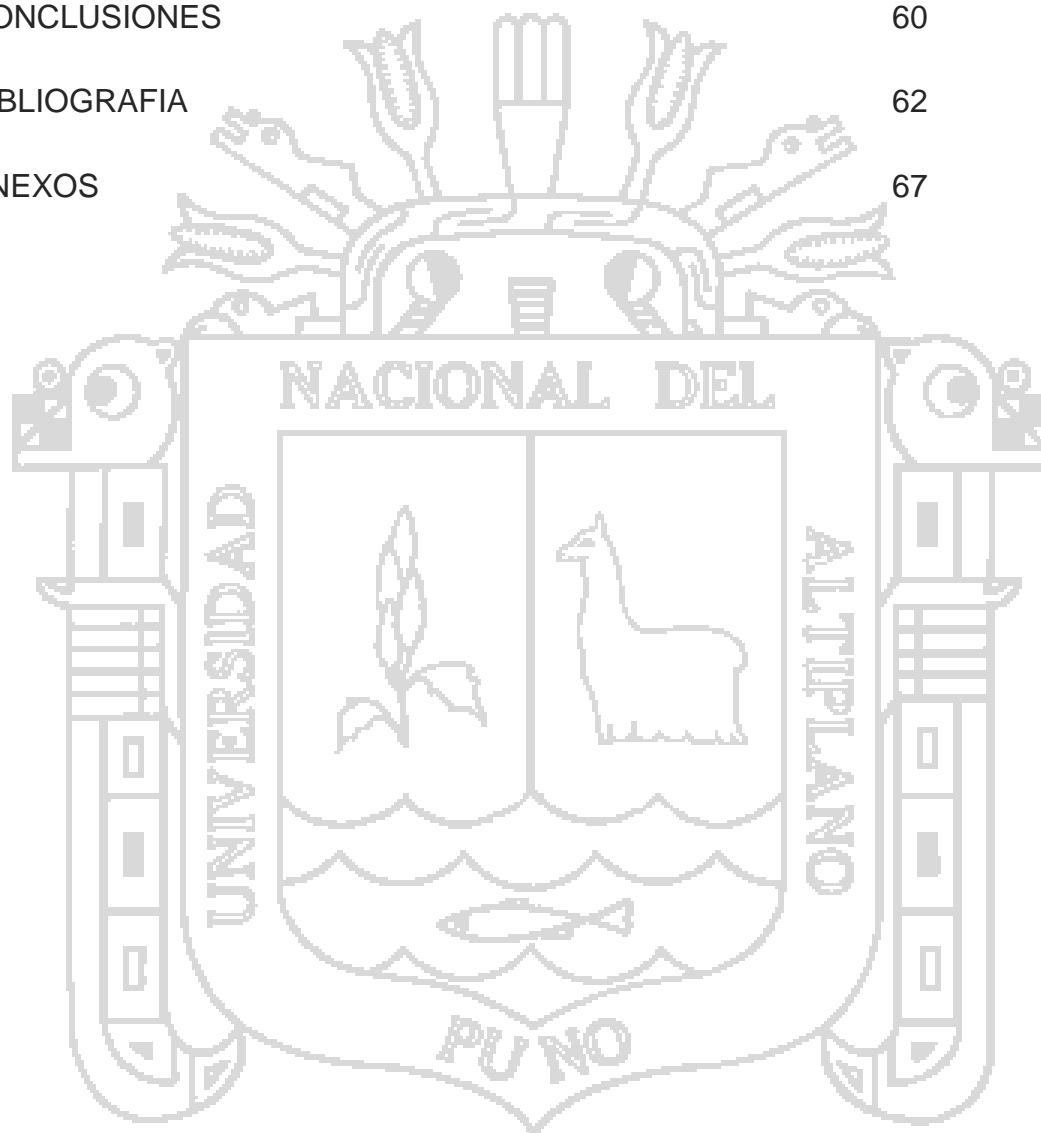 ONCLUSIONES 60
BLIOGRAFIA 62
NEXOS 67
NACIONAL DEL
UNIVERSIDAD
ALTIPLANO
PUNO